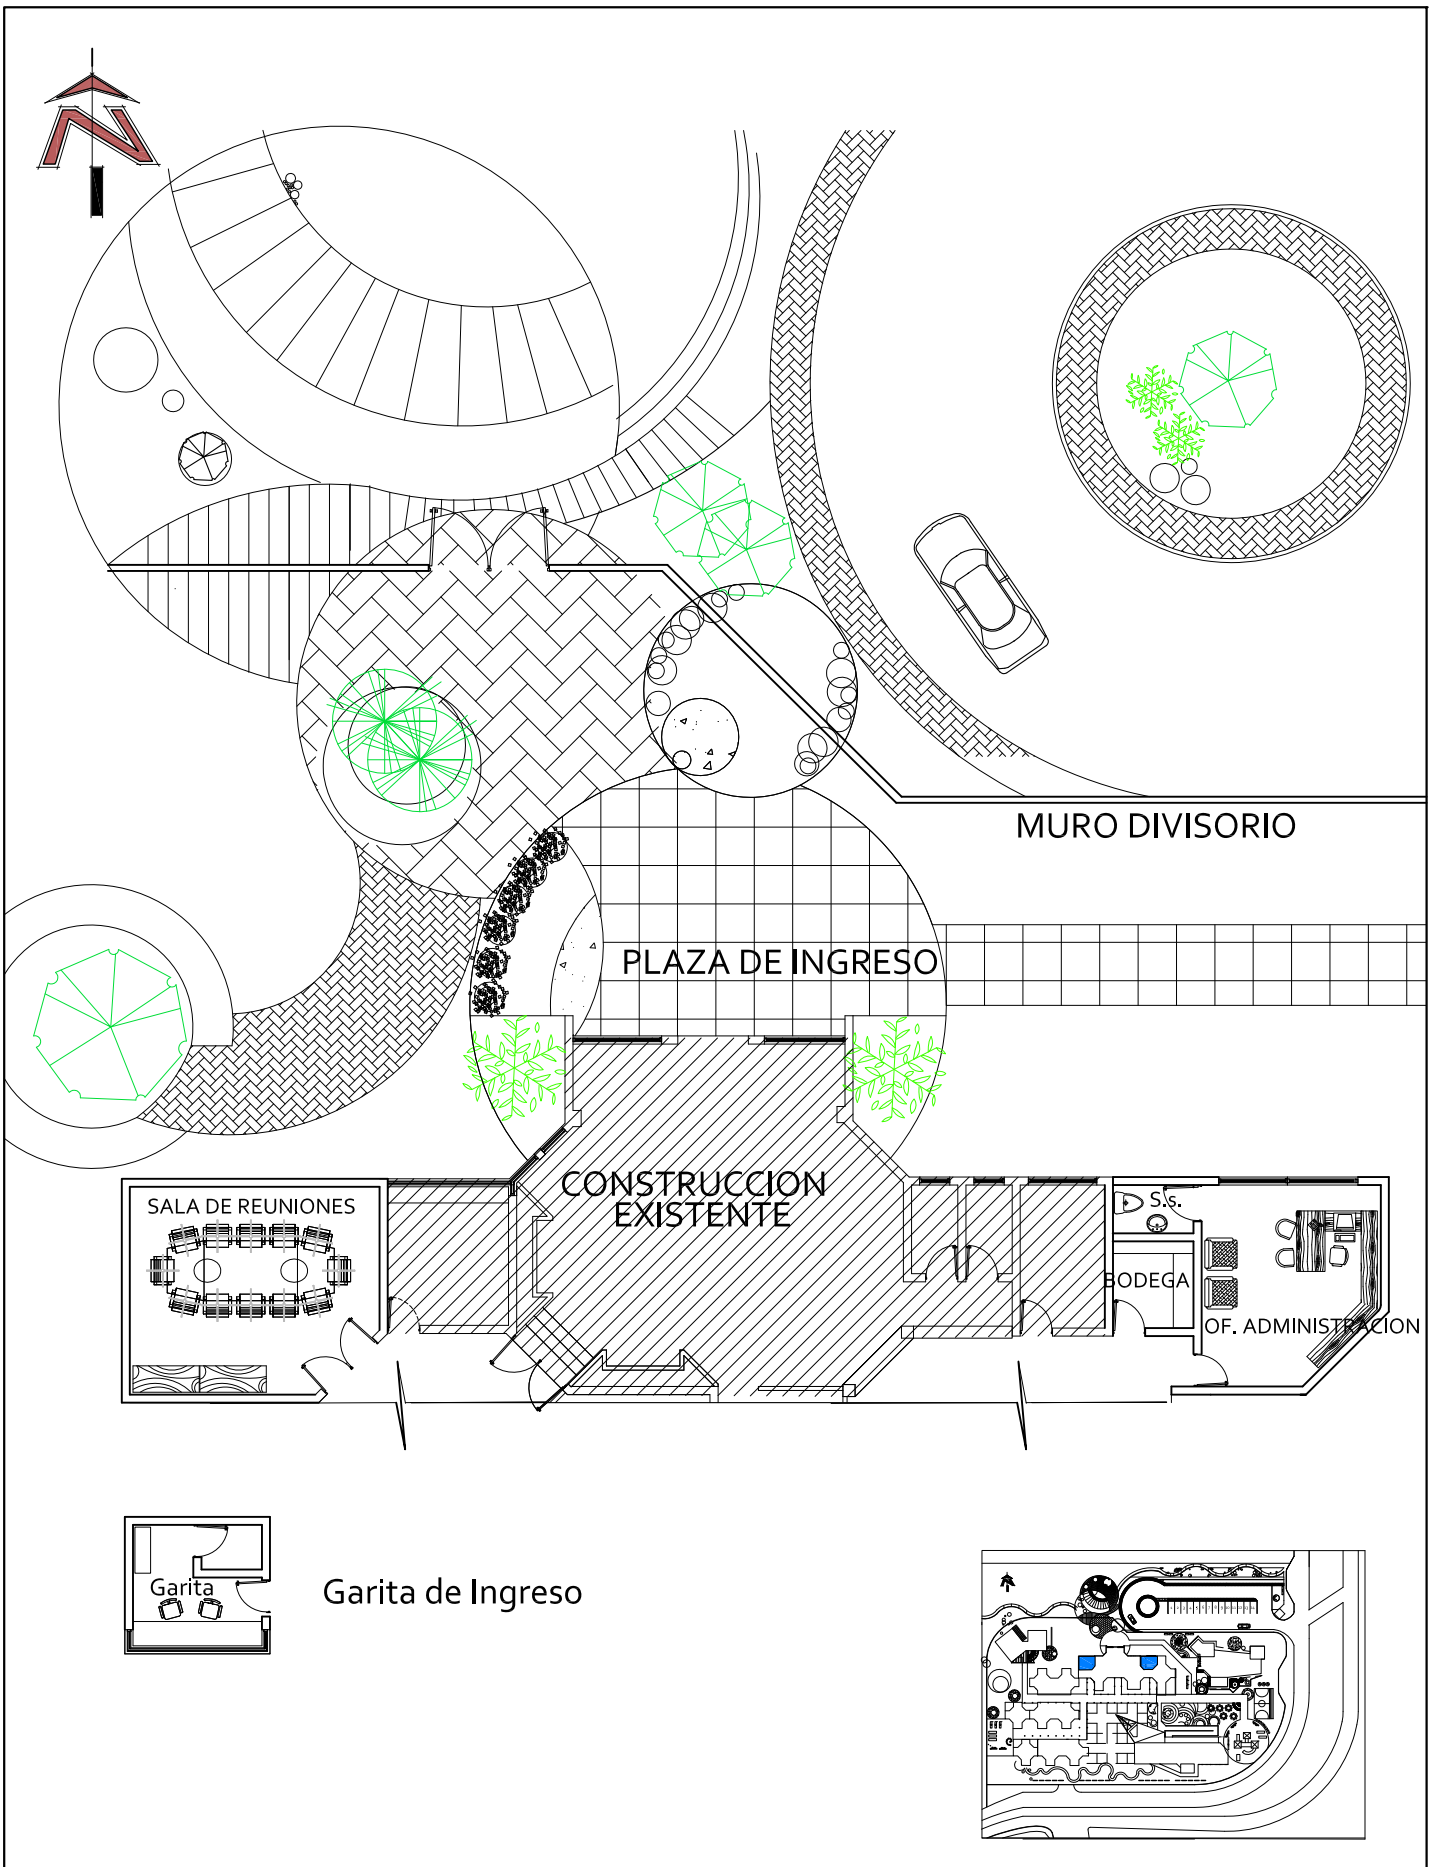 N
MURO DIVISORIO
PLAZA DE INGRESO
CONSTRUCCION
EXISTENTE
SALA DE REUNIONES
S.s.
BODEGA
OF. ADMINISTRACION
Garita
Garita de Ingreso